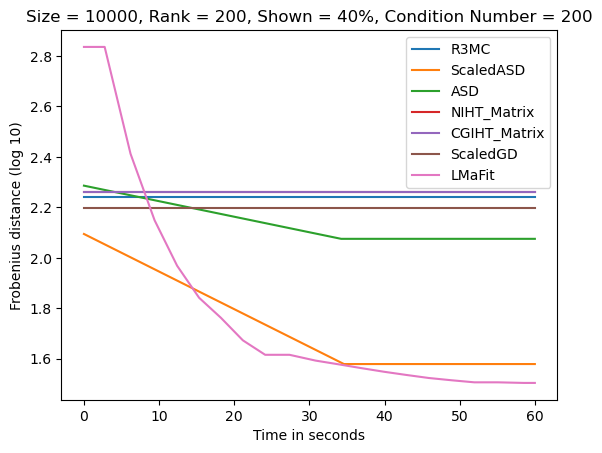 Size = 10000, Rank = 200, Shown = 40%, Condition Number = 200
Frobenius distance (log 10)
2.8
2.6
2.4
2.2
2.0
1.8
1.6
R3MC
ScaledASD
ASD
NIHT_Matrix
CGIHT_Matrix
ScaledGD
LMaFit
0 10 20 30 40 50 60
Time in seconds